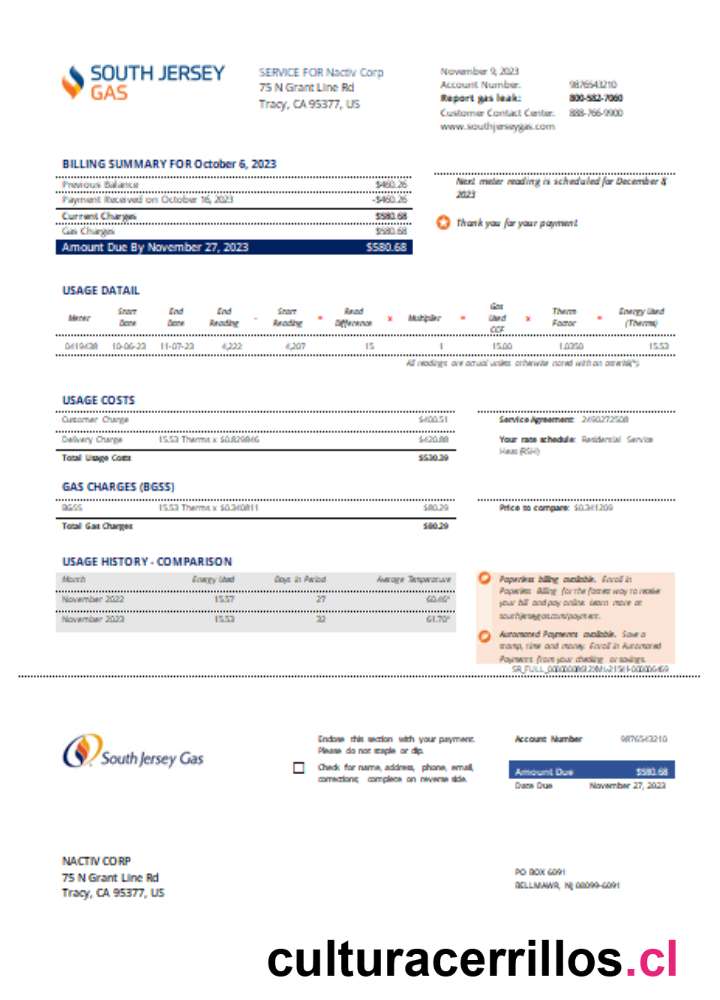 SOUTH JERSEY
GAS
SERVICE FOR Nactiv Corp
75 N Grant Line Rd
Tracy, CA 95377, US
November 9, 2023
Account Number: 9876543210
Report gas leak: 800-582-7060
Customer Contact Center: 888-766-9900
www.southjerseygas.com
BILLING SUMMARY FOR October 6, 2023
Previous Balance $460.26
Payment Received on October 16, 2023 -$460.26
Current Charges $580.68
Gas Charges $580.68
Amount Due By November 27, 2023 $580.68
Next meter reading is scheduled for December 8,
2023
Thank you for your payment
USAGE DATAIL
Meter Start Date End Date End Reading - Start Reading = Read Difference x Multiplier = Gas Used CCF x Therm Factor = Energy Used (Therms)
0419438 10-06-23 11-07-23 4,222 4,207 15 1 15.00 1.0350 15.53
All readings are actual unless otherwise noted with an asterisk(*)
USAGE COSTS
Customer Charge $400.51
Delivery Charge 15.53 Therms x $0.829846 $420.88
Total Usage Costs $530.39
Service Agreement: 2490272508
Your rate schedule: Residential Service
Heat (RSH)
GAS CHARGES (BGSS)
BGSS 15.53 Therms x $0.340811 $80.29
Total Gas Charges $80.29
Price to compare: $0.341209
USAGE HISTORY - COMPARISON
Month Energy Used Days in Period Average Temperature
November 2022 15.57 27 60.46°
November 2023 15.53 32 61.70°
Paperless billing available. Enroll in
Paperless Billing for the fastest way to receive
your bill and pay online. Learn more at
southjerseygas.com/payment.
Automated Payments available. Save a
stamp, time and money. Enroll in Automated
Payments from your checking or savings.
South Jersey Gas
Enclose this section with your payment.
Please do not staple or clip.
Check for name, address, phone, email,
corrections; complete on reverse side.
Account Number 9876543210
Amount Due $580.68
Date Due November 27, 2023
NACTIV CORP
75 N Grant Line Rd
Tracy, CA 95377, US
PO BOX 6091
BELLMAWR, NJ 08099-6091
culturacerrillos.cl